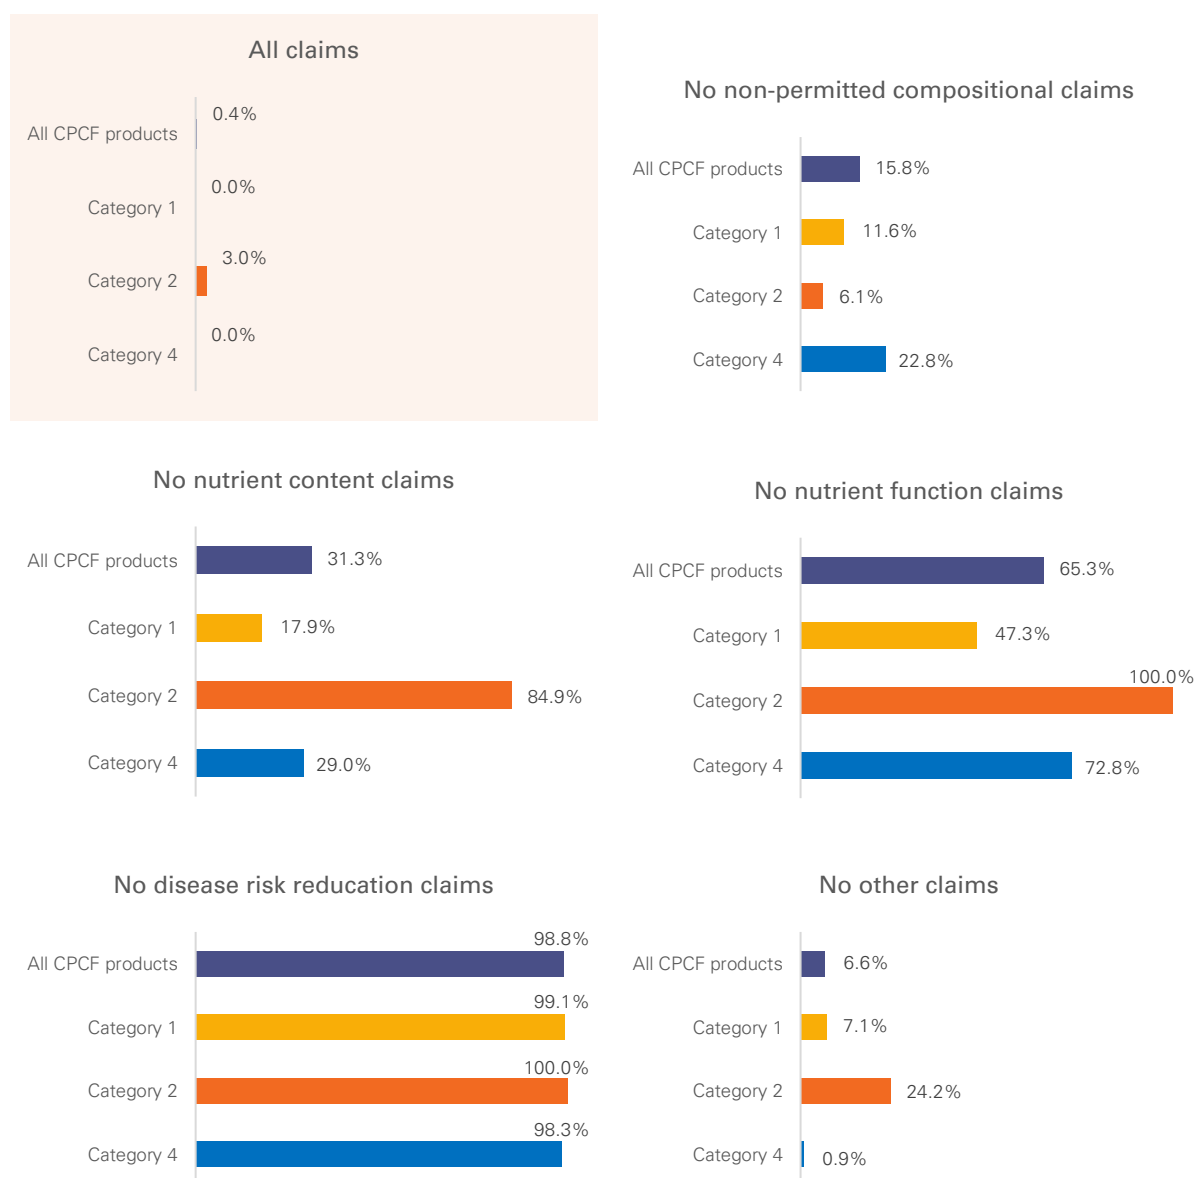 All claims
All CPCF products 0.4%
Category 1 0.0%
Category 2 3.0%
Category 4 0.0%
No non-permitted compositional claims
All CPCF products 15.8%
Category 1 11.6%
Category 2 6.1%
Category 4 22.8%
No nutrient content claims
All CPCF products 31.3%
Category 1 17.9%
Category 2 84.9%
Category 4 29.0%
No nutrient function claims
All CPCF products 65.3%
Category 1 47.3%
Category 2 100.0%
Category 4 72.8%
No disease risk reducation claims
All CPCF products 98.8%
Category 1 99.1%
Category 2 100.0%
Category 4 98.3%
No other claims
All CPCF products 6.6%
Category 1 7.1%
Category 2 24.2%
Category 4 0.9%